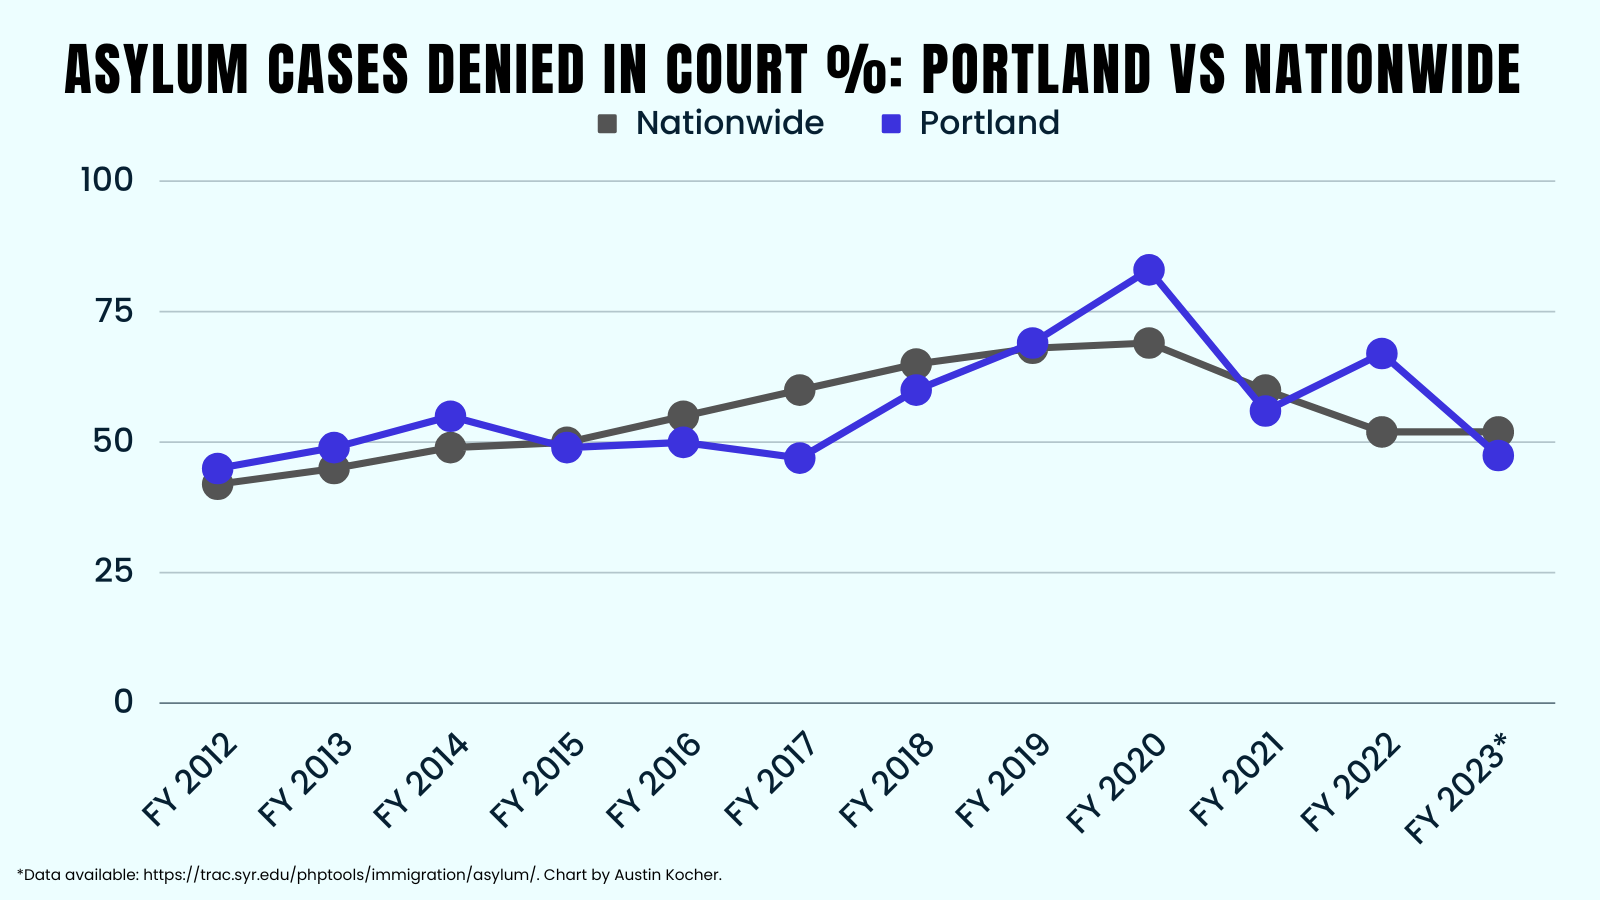 ASYLUM CASES DENIED IN COURT %: PORTLAND VS NATIONWIDE
Nationwide Portland
100
75
50
25
0
FY 2012 FY 2013 FY 2014 FY 2015 FY 2016 FY 2017 FY 2018 FY 2019 FY 2020 FY 2021 FY 2022 FY 2023*
*Data available: https://trac.syr.edu/phptools/immigration/asylum/. Chart by Austin Kocher.